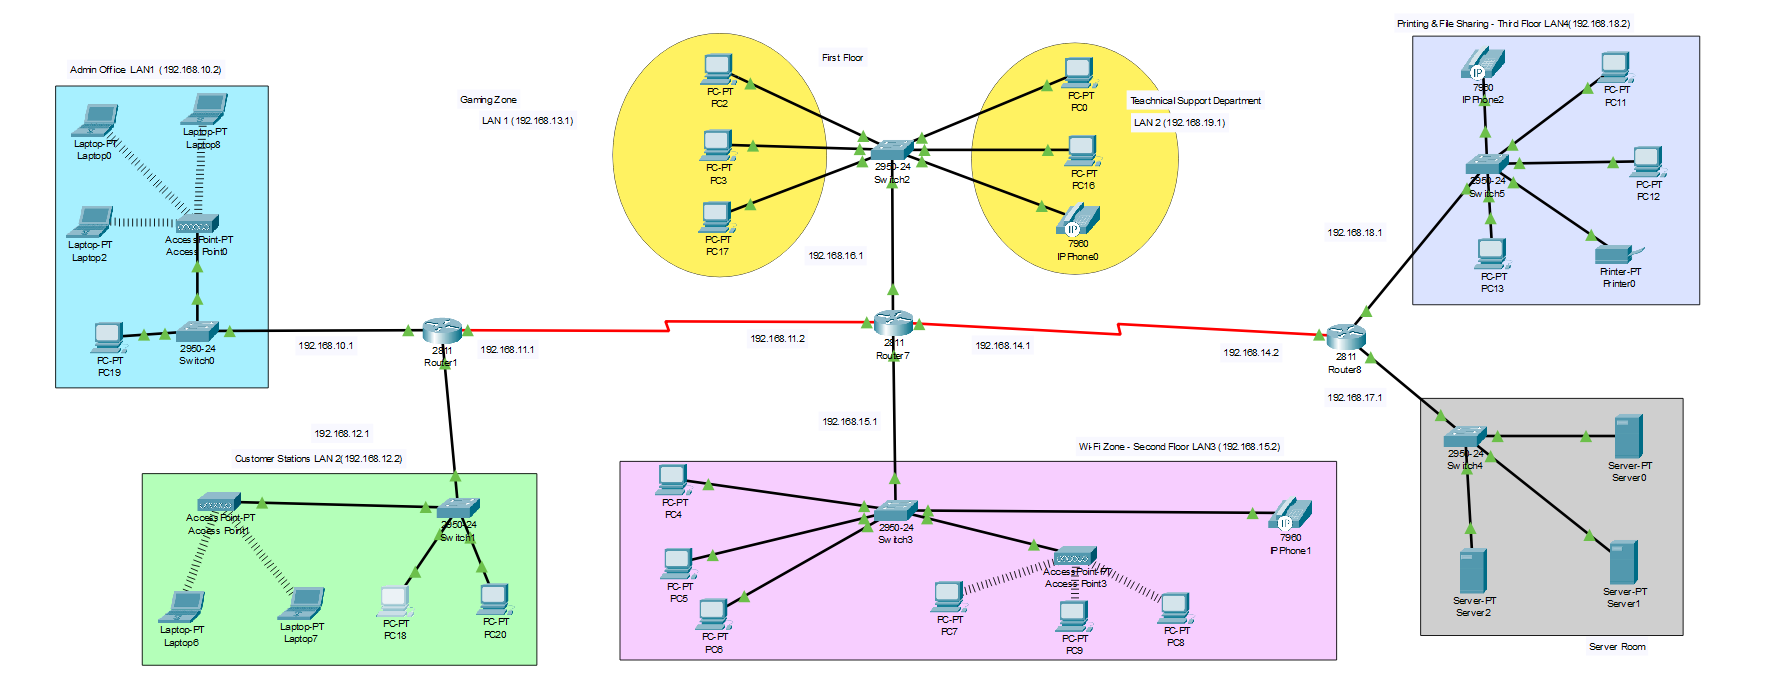 Admin Office LAN1 (192.168.10.2)
Laptop-PT
Laptop0
Laptop-PT
Laptop8
Laptop-PT
Laptop2
AccessPoint-PT
Access Point0
PC-PT
PC19
2950-24
Switch0
192.168.10.1
2811
Router1
192.168.11.1
192.168.12.1
Customer Stations LAN 2(192.168.12.2)
AccessPoint-PT
Access Point1
2950-24
Switch1
Laptop-PT
Laptop6
Laptop-PT
Laptop7
PC-PT
PC18
PC-PT
PC20
Gaming Zone
LAN 1 (192.168.13.1)
First Floor
PC-PT
PC2
PC-PT
PC3
PC-PT
PC17
2950-24
Switch2
PC-PT
PC0
PC-PT
PC16
7960
IP
IP Phone0
Teachnical Support Department
LAN 2 (192.168.19.1)
192.168.16.1
192.168.11.2
2811
Router7
192.168.14.1
192.168.15.1
Wi-Fi Zone - Second Floor LAN3 (192.168.15.2)
PC-PT
PC4
PC-PT
PC5
PC-PT
PC6
2950-24
Switch3
AccessPoint-PT
Access Point3
PC-PT
PC7
PC-PT
PC9
PC-PT
PC8
IP
7960
IP Phone1
192.168.14.2
2811
Router8
192.168.18.1
192.168.17.1
Printing & File Sharing - Third Floor LAN4(192.168.18.2)
IP
7960
IP Phone2
PC-PT
PC11
2950-24
Switch5
PC-PT
PC12
PC-PT
PC13
Printer-PT
Printer0
2950-24
Switch4
Server-PT
Server0
Server-PT
Server2
Server-PT
Server1
Server Room